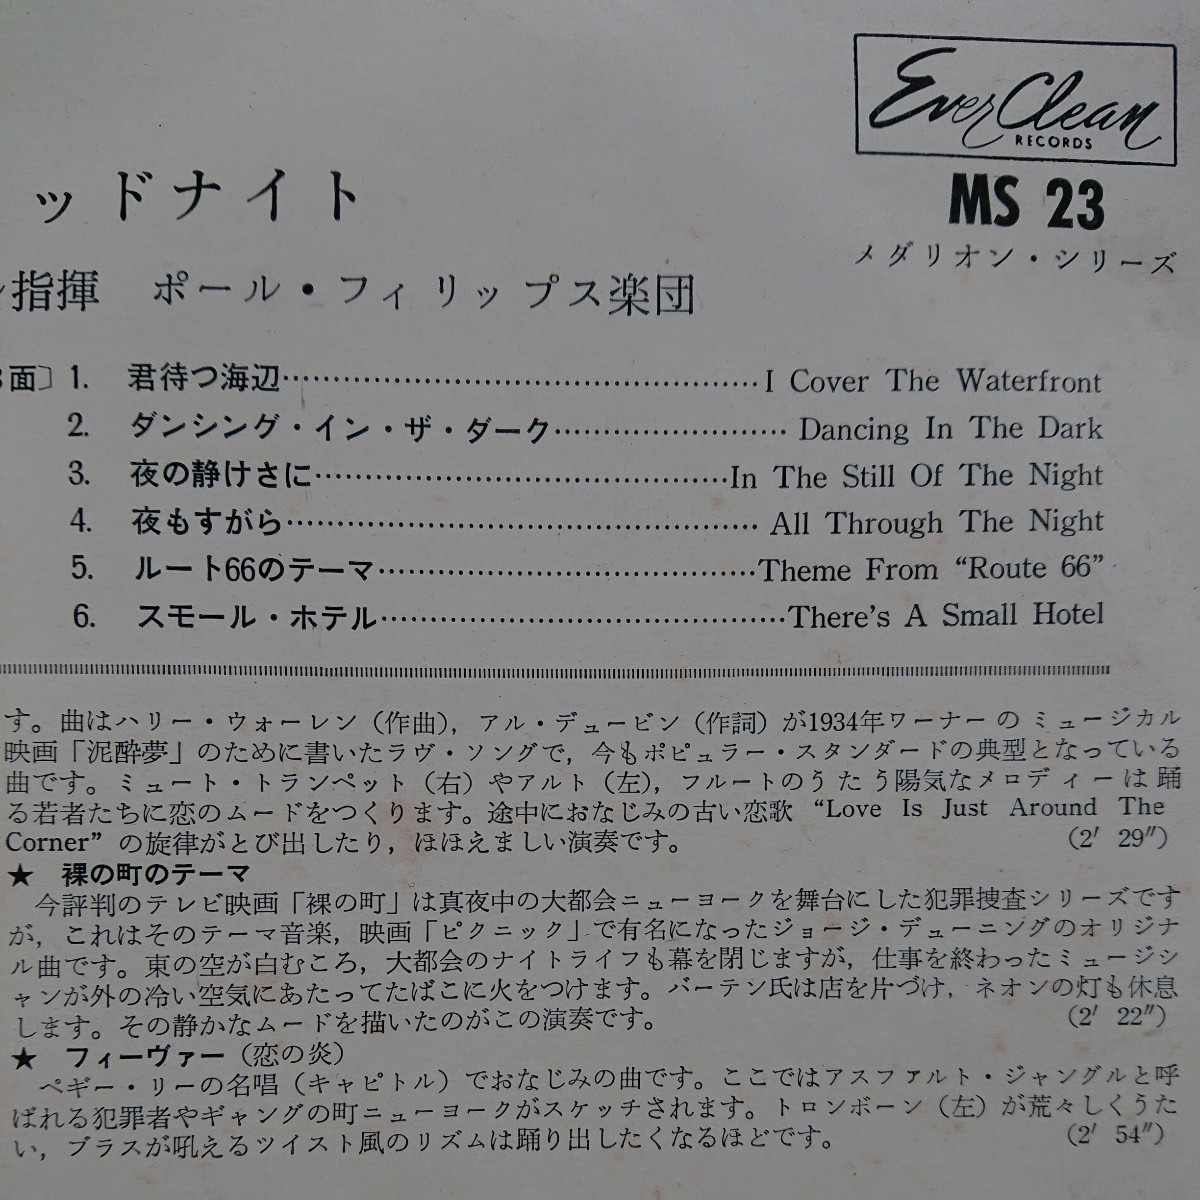 Ever Clean
RECORDS
MS 23
メダリオン・シリーズ
ッドナイト
指揮 ポール・フィリップス楽団
面〕1. 君待つ海辺……I Cover The Waterfront
2. ダンシング・イン・ザ・ダーク……Dancing In The Dark
3. 夜の静けさに……In The Still Of The Night
4. 夜もすがら……All Through The Night
5. ルート66のテーマ……Theme From “Route 66”
6. スモール・ホテル……There's A Small Hotel
す。曲はハリー・ウォーレン（作曲），アル・デュービン（作詞）が1934年ワーナーのミュージカル
映画「泥酔夢」のために書いたラヴ・ソングで，今もポピュラー・スタンダードの典型となっている
曲です。ミュート・トランペット（右）やアルト（左），フルートのうたう陽気なメロディーは踊
る若者たちに恋のムードをつくります。途中におなじみの古い恋歌 “Love Is Just Around The
Corner” の旋律がとび出したり，ほほえましい演奏です。 （2′ 29″）
★ 裸の町のテーマ
今評判のテレビ映画「裸の町」は真夜中の大都会ニューヨークを舞台にした犯罪捜査シリーズです
が，これはそのテーマ音楽，映画「ピクニック」で有名になったジョージ・デューニングのオリジナ
ル曲です。東の空が白むころ，大都会のナイトライフも幕を閉じますが，仕事を終わったミュージシ
ャンが外の冷い空気にあたってたばこに火をつけます。バーテン氏は店を片づけ，ネオンの灯も休息
します。その静かなムードを描いたのがこの演奏です。 （2′ 22″）
★ フィーヴァー（恋の炎）
ペギー・リーの名唱（キャピトル）でおなじみの曲です。ここではアスファルト・ジャングルと呼
ばれる犯罪者やギャングの町ニューヨークがスケッチされます。トロンボーン（左）が荒々しくうた
い，ブラスが吼えるツイスト風のリズムは踊り出したくなるほどです。 （2′ 54″）